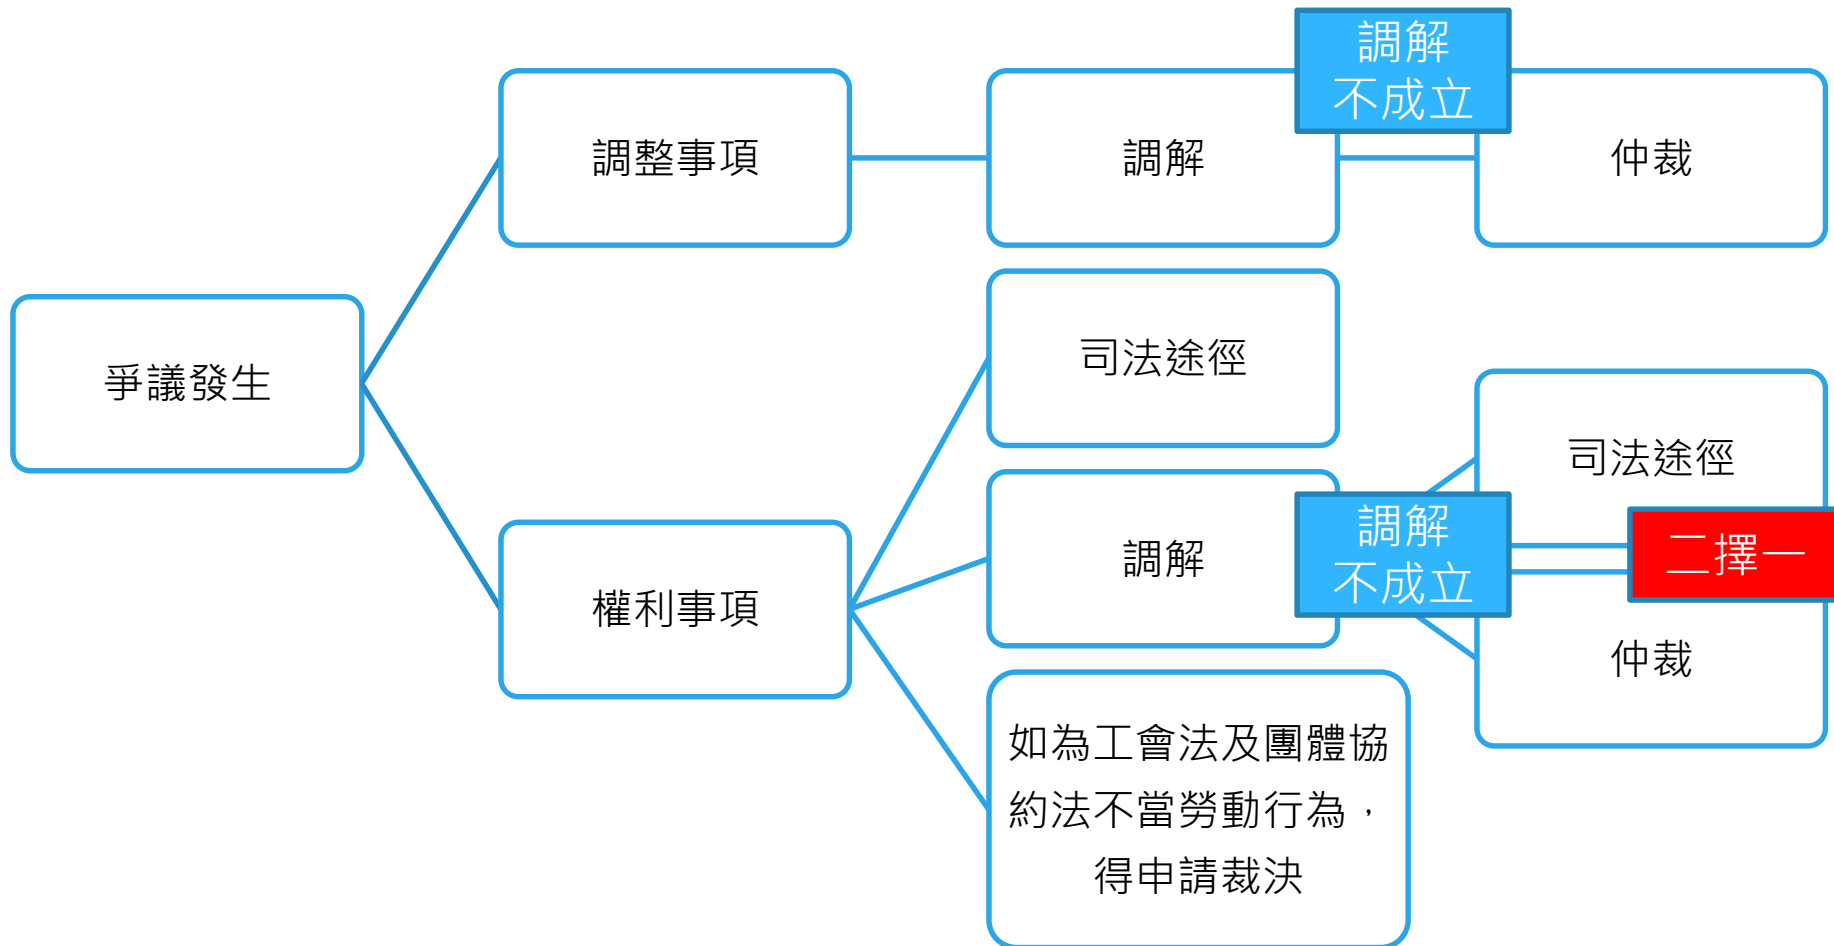 調解
不成立
調整事項
調解
仲裁
司法途徑
爭議發生
司法途徑
調解
調解
不成立
二擇一
權利事項
仲裁
如為工會法及團體協
約法不當勞動行為，
得申請裁決